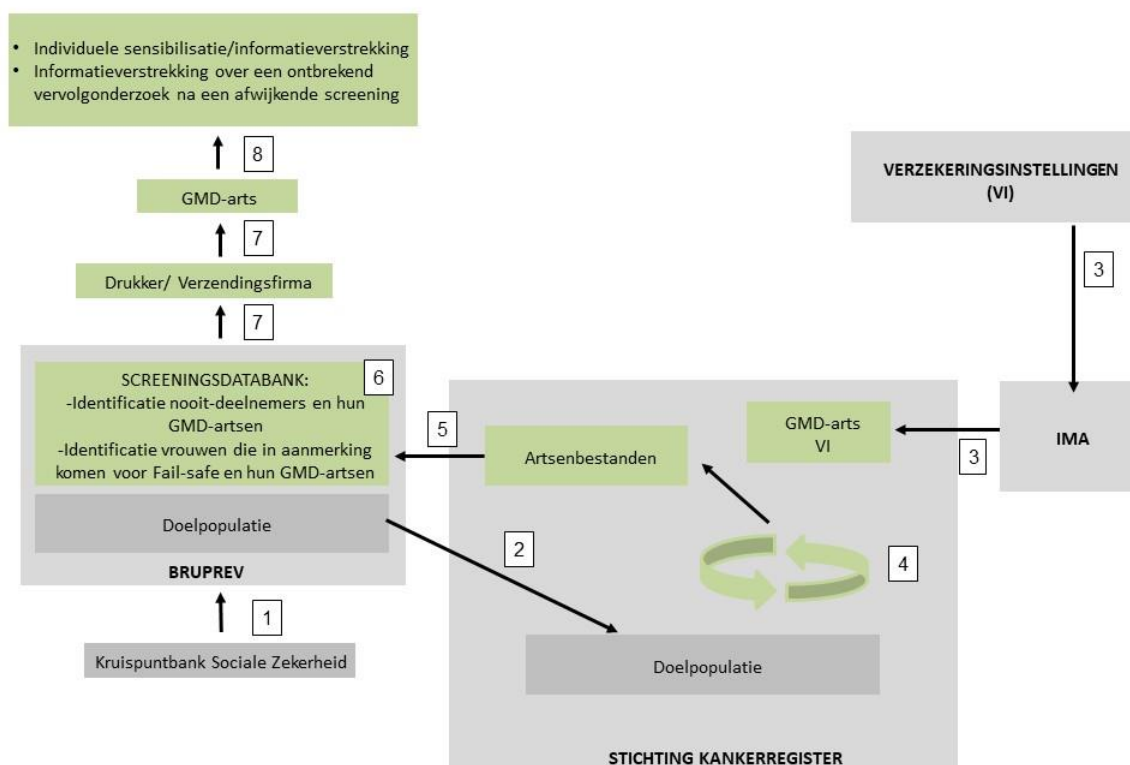 • Individuele sensibilisatie/informatieverstrekking
• Informatieverstrekking over een ontbrekend
vervolgonderzoek na een afwijkende screening
8
GMD-arts
7
Drukker/ Verzendingsfirma
7
SCREENINGSDATABANK:
6
-Identificatie nooit-deelnemers en hun
GMD-artsen
-Identificatie vrouwen die in aanmerking
komen voor Fail-safe en hun GMD-artsen
Doelpopulatie
BRUPREV
1
Kruispuntbank Sociale Zekerheid
2
5
Artsenbestanden
GMD-arts
VI
4
Doelpopulatie
STICHTING KANKERREGISTER
VERZEKERINGSINSTELLINGEN
(VI)
3
IMA
3